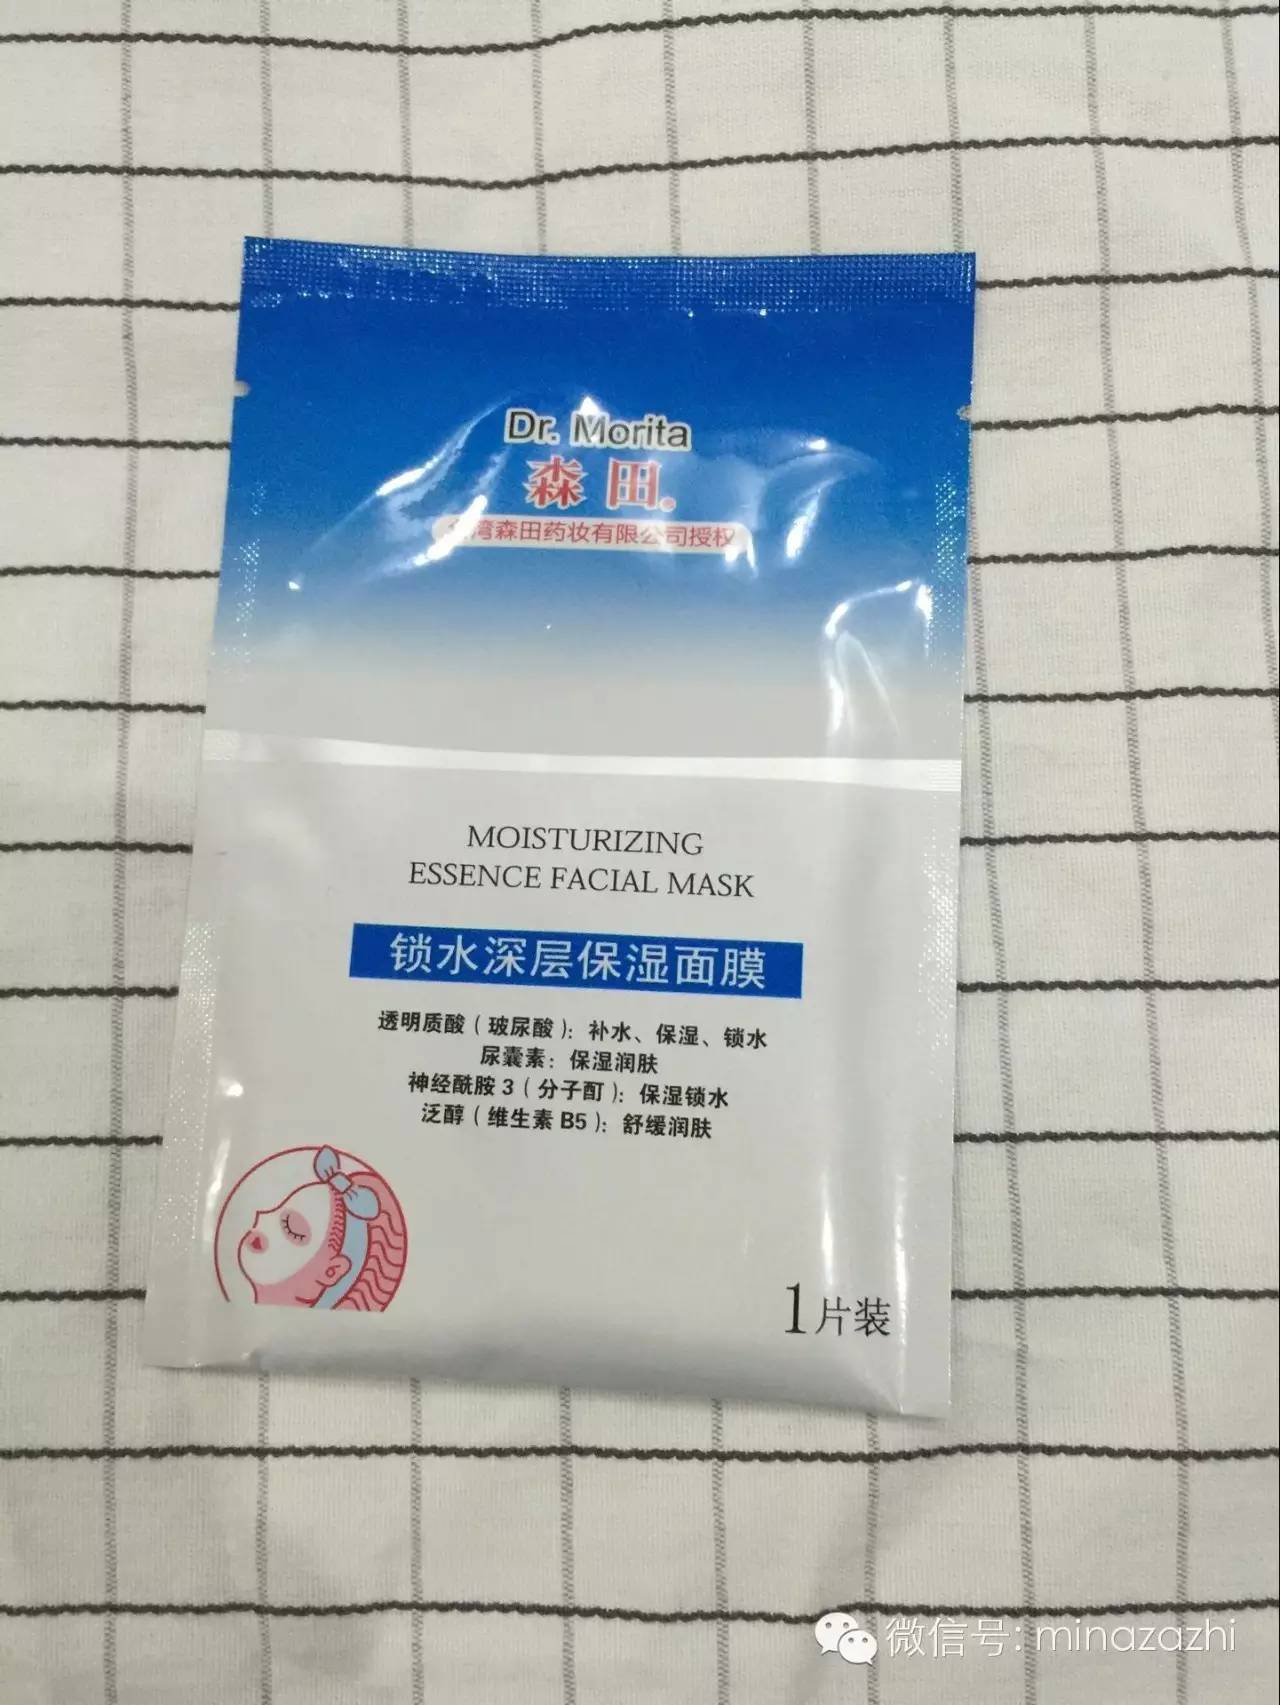 Dr. Morita
森田®
台湾森田药妆有限公司授权
MOISTURIZING
ESSENCE FACIAL MASK
锁水深层保湿面膜
透明质酸（玻尿酸）：补水、保湿、锁水
尿囊素：保湿润肤
神经酰胺3（分子酊）：保湿锁水
泛醇（维生素B5）：舒缓润肤
1片装
微信号: minazazhi